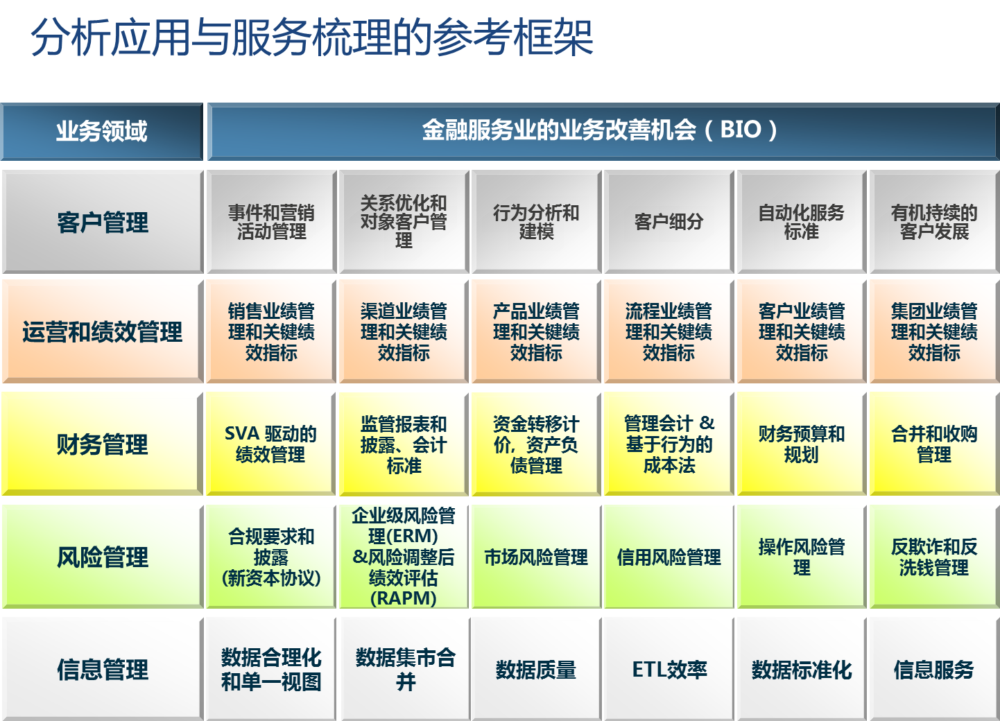 分析应用与服务梳理的参考框架
业务领域
金融服务业的业务改善机会（BIO）
客户管理
事件和营销
活动管理
关系优化和
对象客户管
理
行为分析和
建模
客户细分
自动化服务
标准
有机持续的
客户发展
运营和绩效管理
销售业绩管
理和关键绩
效指标
渠道业绩管
理和关键绩
效指标
产品业绩管
理和关键绩
效指标
流程业绩管
理和关键绩
效指标
客户业绩管
理和关键绩
效指标
集团业绩管
理和关键绩
效指标
财务管理
SVA 驱动的
绩效管理
监管报表和
披露、会计
标准
资金转移计
价, 资产负
债管理
管理会计 &
基于行为的
成本法
财务预算和
规划
合并和收购
管理
风险管理
合规要求和
披露
(新资本协议)
企业级风险管
理(ERM)
&风险调整后
绩效评估
(RAPM)
市场风险管理
信用风险管理
操作风险管
理
反欺诈和反
洗钱管理
信息管理
数据合理化
和单一视图
数据集市合
并
数据质量
ETL效率
数据标准化
信息服务